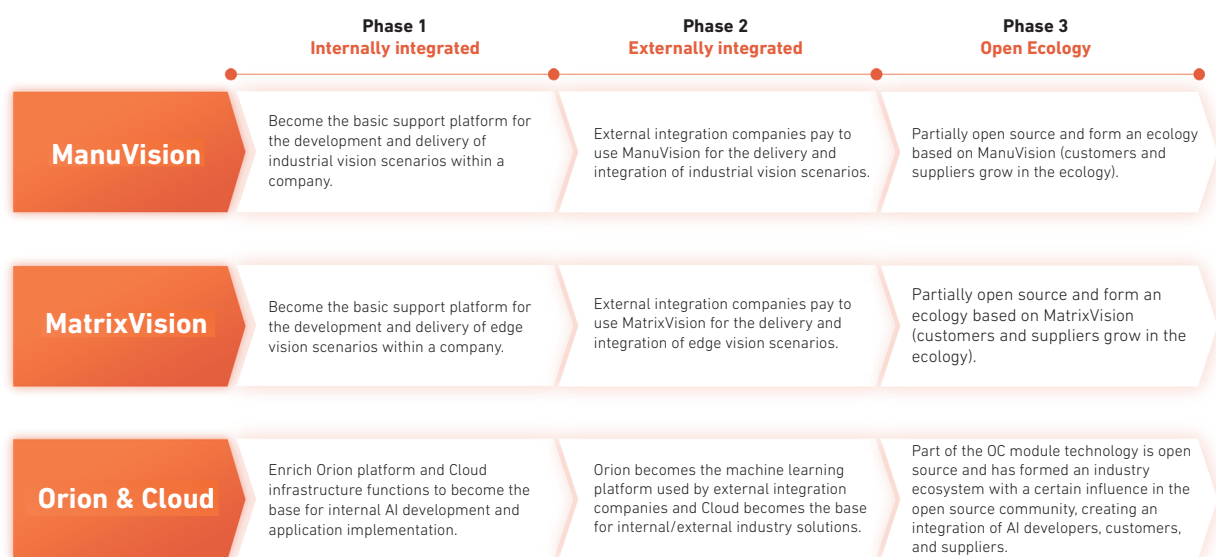 Phase 1
Internally integrated
Phase 2
Externally integrated
Phase 3
Open Ecology
ManuVision
Become the basic support platform for
the development and delivery of
industrial vision scenarios within a
company.
External integration companies pay to
use ManuVision for the delivery and
integration of industrial vision scenarios.
Partially open source and form an ecology
based on ManuVision (customers and
suppliers grow in the ecology).
MatrixVision
Become the basic support platform for
the development and delivery of edge
vision scenarios within a company.
External integration companies pay to
use MatrixVision for the delivery and
integration of edge vision scenarios.
Partially open source and form an
ecology based on MatrixVision
(customers and suppliers grow in the
ecology).
Orion & Cloud
Enrich Orion platform and Cloud
infrastructure functions to become the
base for internal AI development and
application implementation.
Orion becomes the machine learning
platform used by external integration
companies and Cloud becomes the base
for internal/external industry solutions.
Part of the OC module technology is open
source and has formed an industry
ecosystem with a certain influence in the
open source community, creating an
integration of AI developers, customers,
and suppliers.